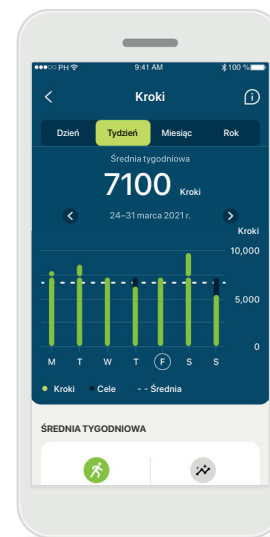 ●●●○○ PH 9:41 AM 100 %
Kroki
Dzień Tydzień Miesiąc Rok
Średnia tygodniowa
7100 Kroki
24–31 marca 2021 r.
Kroki
10,000
5,000
0
M T W T F S S
Kroki Cele - - Średnia
ŚREDNIA TYGODNIOWA